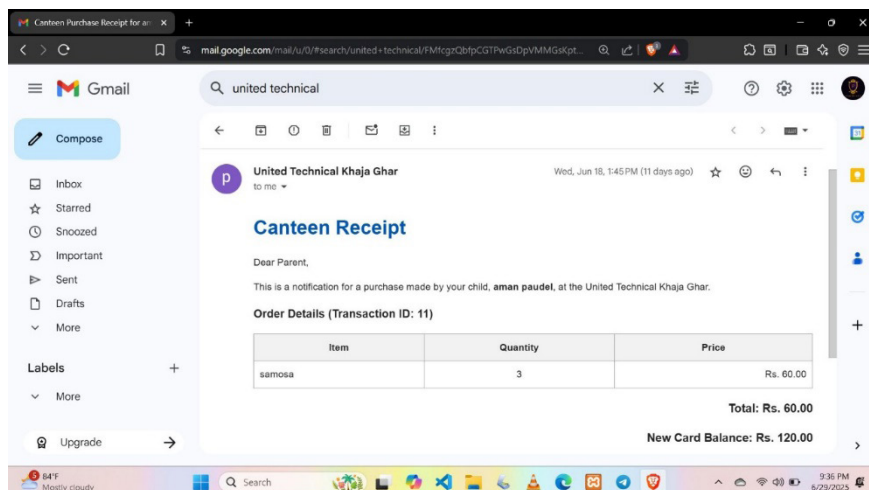 Canteen Purchase Receipt for am
mail.google.com/mail/u/0/#search/united+technical/FMfcgzQbfpCGTPwGsDpVMMGsKpt...
Gmail
united technical
Compose
Inbox
Starred
Snoozed
Important
Sent
Drafts
More
Labels
More
Upgrade
United Technical Khaja Ghar
Wed, Jun 18, 1:45 PM (11 days ago)
to me
p
Canteen Receipt
Dear Parent,
This is a notification for a purchase made by your child, aman paudel, at the United Technical Khaja Ghar.
Order Details (Transaction ID: 11)
Item Quantity Price
samosa 3 Rs. 60.00
Total: Rs. 60.00
New Card Balance: Rs. 120.00
84°F
Mostly cloudy
Search
9:36 PM
6/29/2025